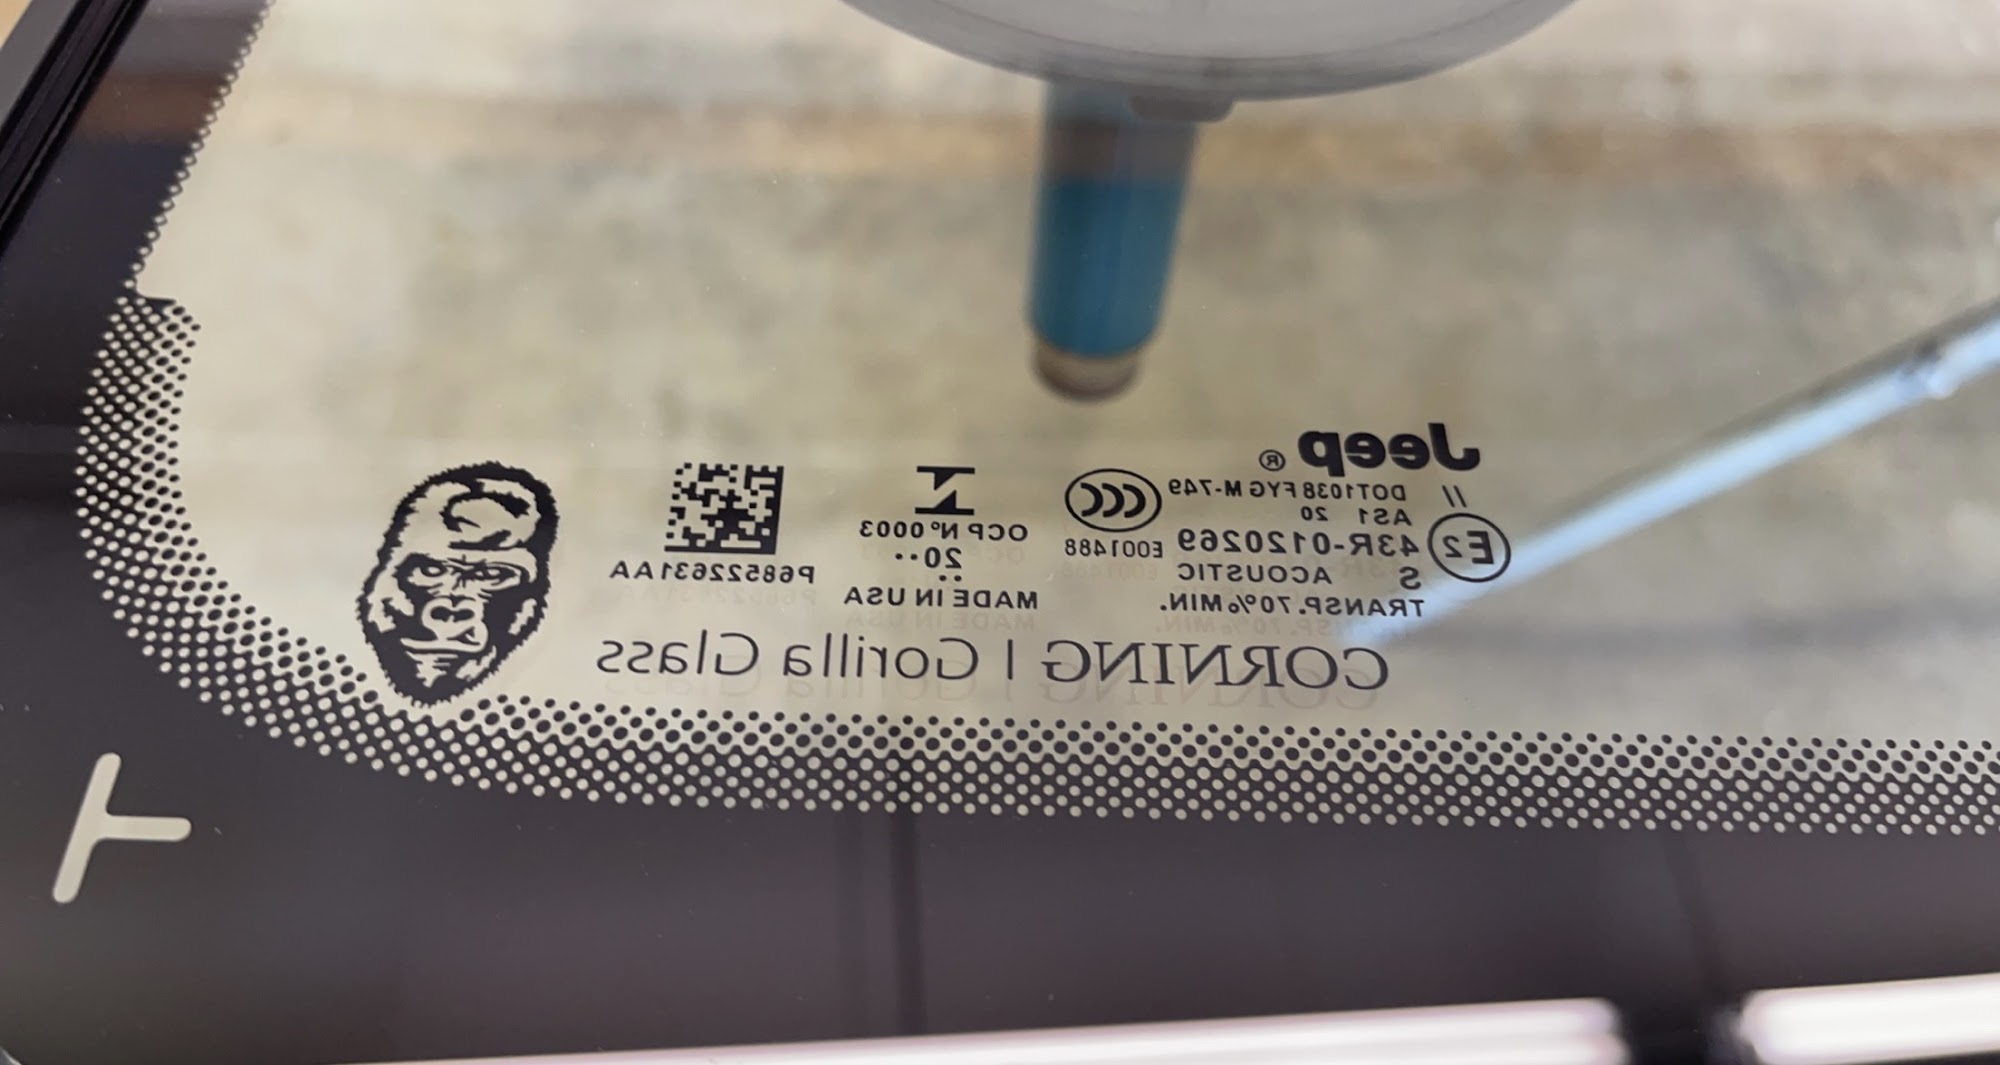 Jeep ®
// DOT1038 FYG M-749
AS1 20
E2 43R-0120269
S ACOUSTIC
TRANSP.70% MIN.
CCC
E001488
OCP Nº 0003
··20
··
MADE IN USA
P68522631AA
CORNING | Gorilla Glass